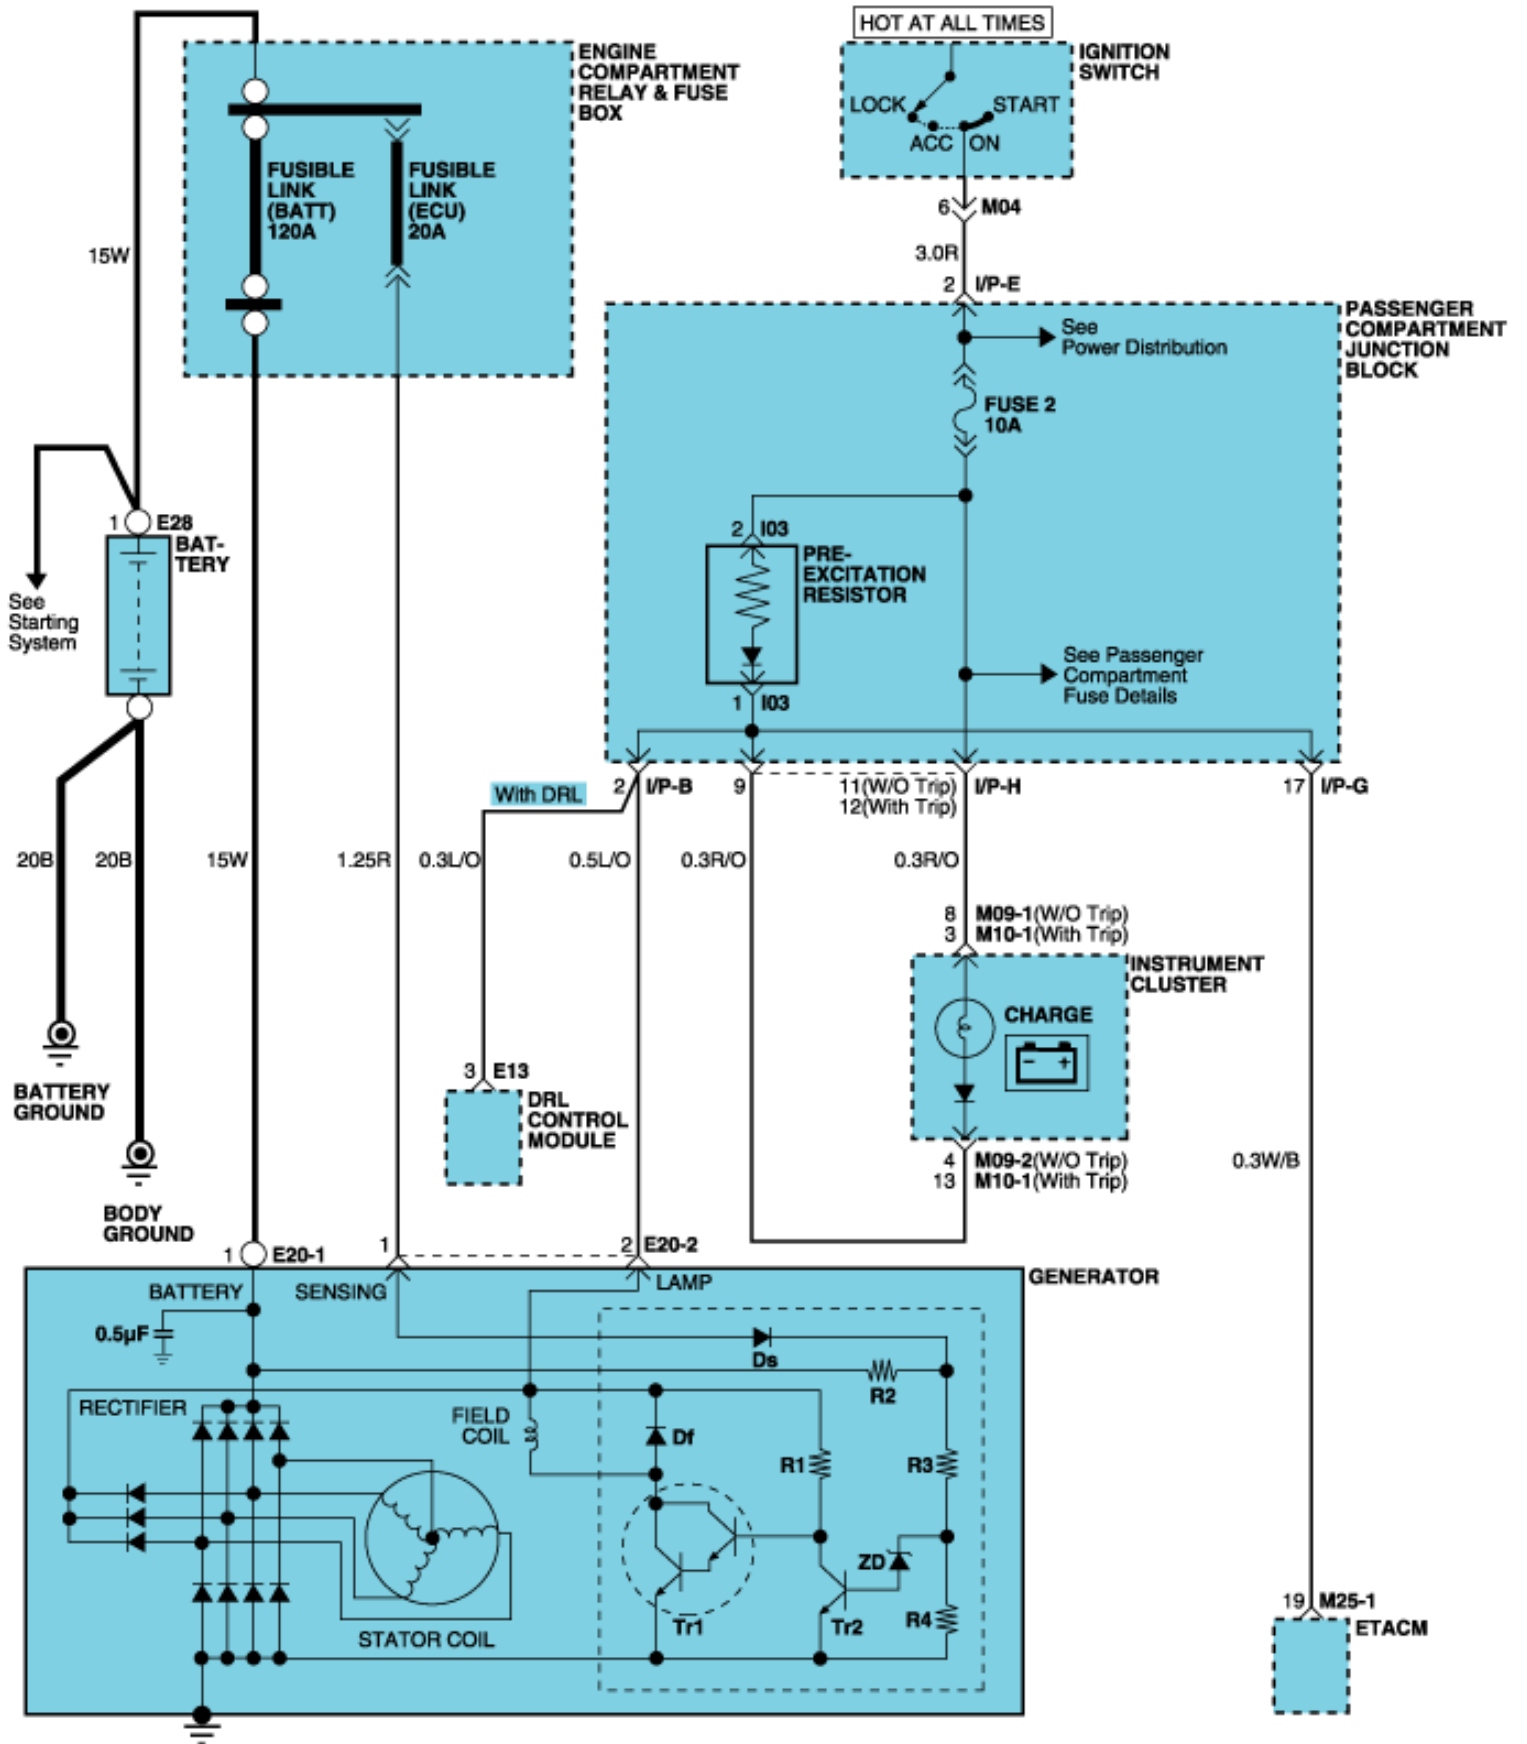 HOT AT ALL TIMES
ENGINE
COMPARTMENT
RELAY & FUSE
BOX
IGNITION
SWITCH
LOCK
START
ACC
ON
FUSIBLE
LINK
(BATT)
120A
FUSIBLE
LINK
(ECU)
20A
6
M04
15W
3.0R
2
I/P-E
PASSENGER
COMPARTMENT
JUNCTION
BLOCK
See
Power Distribution
FUSE 2
10A
1
E28
BAT-
TERY
2
I03
PRE-
EXCITATION
RESISTOR
See
Starting
System
See Passenger
Compartment
Fuse Details
1
I03
With DRL
2
I/P-B
9
11(W/O Trip)
12(With Trip)
I/P-H
17
I/P-G
20B
20B
15W
1.25R
0.3L/O
0.5L/O
0.3R/O
0.3R/O
8
M09-1(W/O Trip)
3
M10-1(With Trip)
INSTRUMENT
CLUSTER
CHARGE
- +
3
E13
DRL
CONTROL
MODULE
BATTERY
GROUND
4
M09-2(W/O Trip)
13
M10-1(With Trip)
0.3W/B
BODY
GROUND
1
E20-1
1
2
E20-2
GENERATOR
BATTERY
SENSING
LAMP
0.5µF
Ds
R2
RECTIFIER
FIELD
COIL
Df
R1
R3
ZD
R4
Tr1
Tr2
STATOR COIL
19
M25-1
ETACM